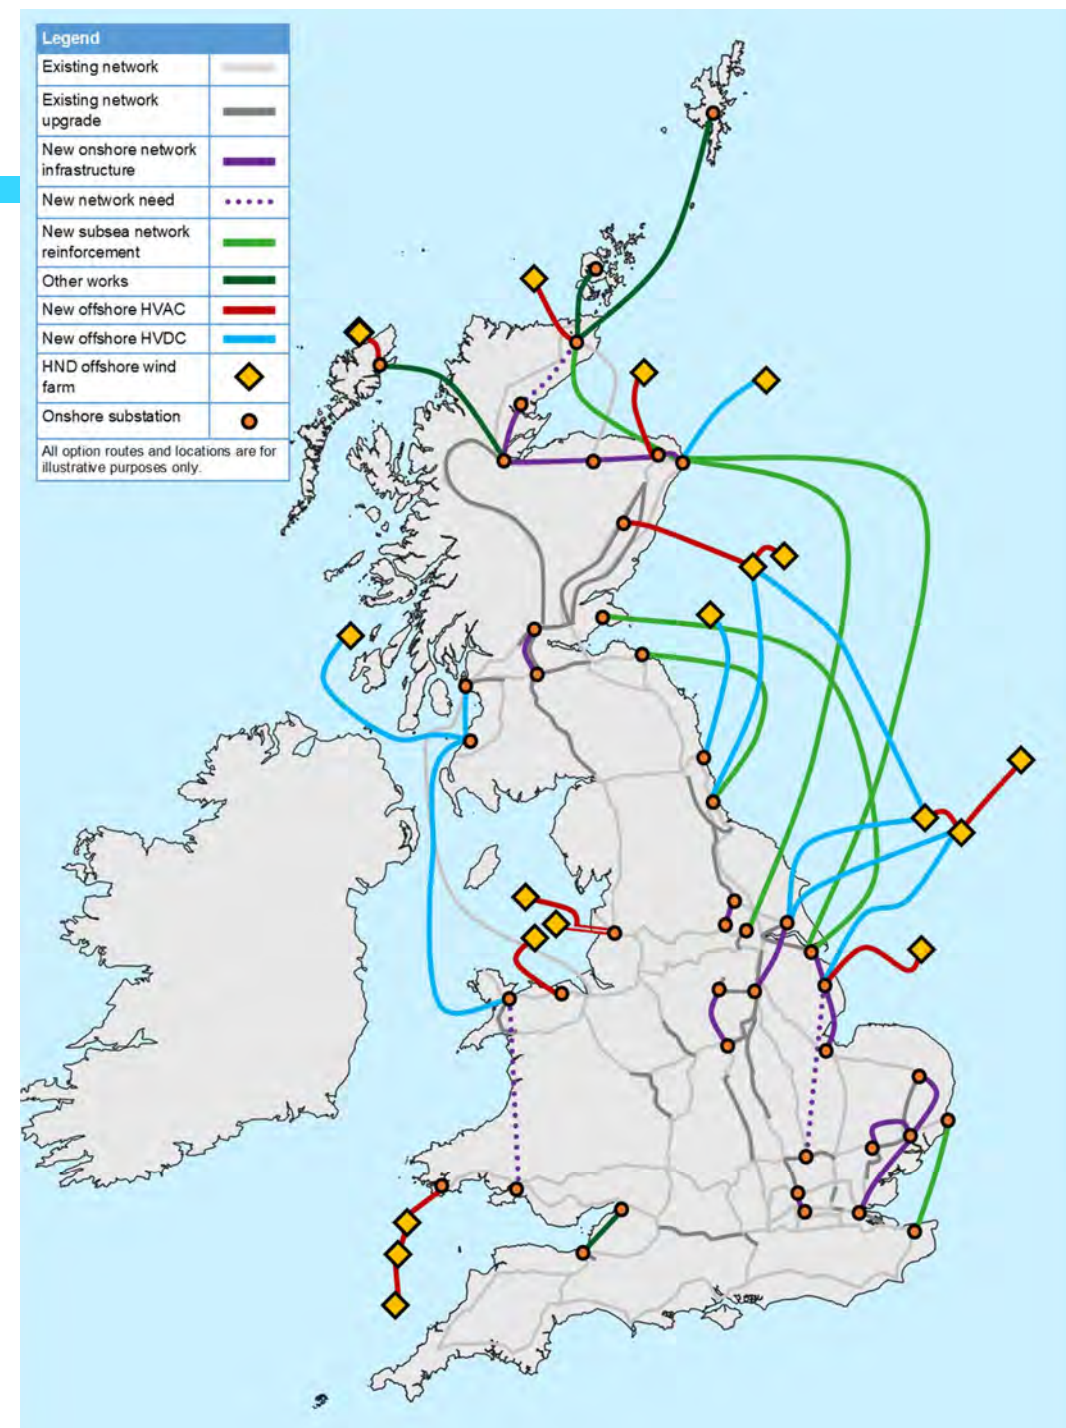 Legend
Existing network
Existing network
upgrade
New onshore network
infrastructure
New network need
New subsea network
reinforcement
Other works
New offshore HVAC
New offshore HVDC
HND offshore wind
farm
Onshore substation
All option routes and locations are for
illustrative purposes only.